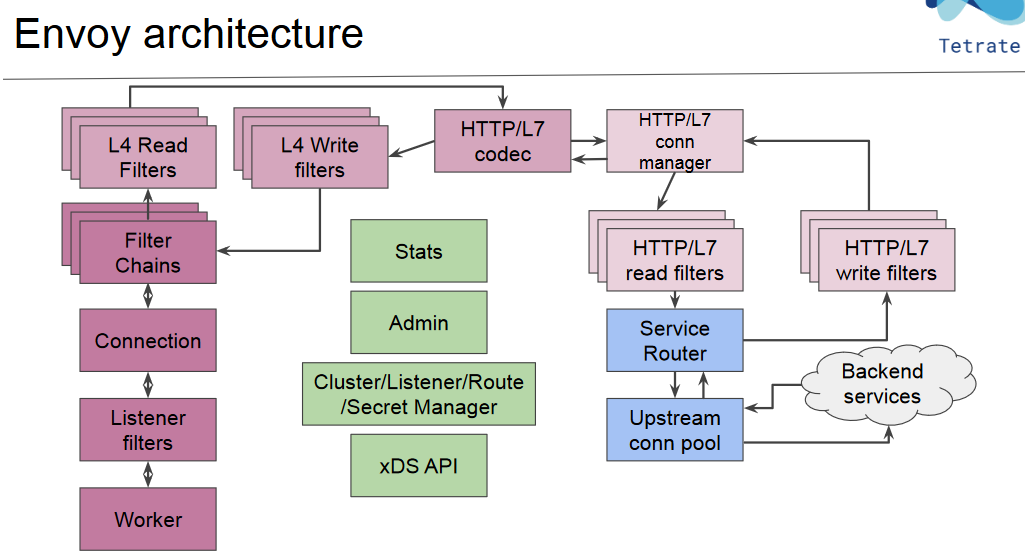 Envoy architecture
Tetrate
L4 Read
Filters
L4 Write
filters
HTTP/L7
codec
HTTP/L7
conn
manager
Filter
Chains
Stats
HTTP/L7
read filters
HTTP/L7
write filters
Connection
Admin
Service
Router
Backend
services
Cluster/Listener/Route
/Secret Manager
Listener
filters
Upstream
conn pool
xDS API
Worker